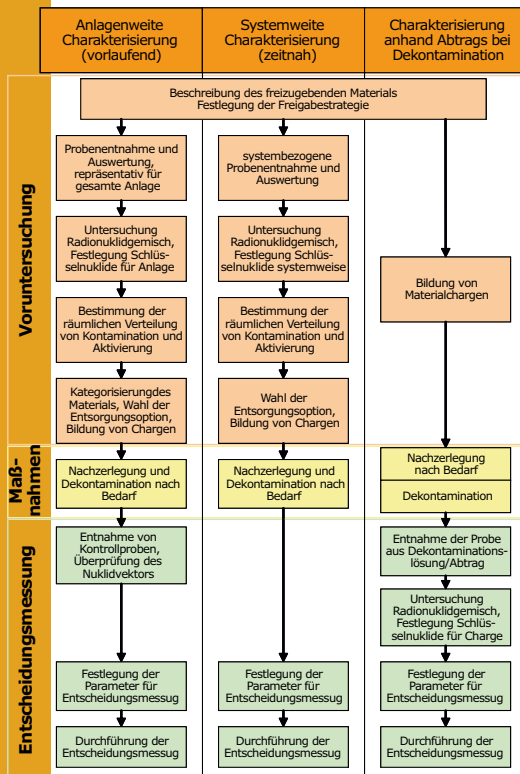 Anlagenweite
Charakterisierung
(vorlaufend)
Systemweite
Charakterisierung
(zeitnah)
Charakterisierung
anhand Abtrags bei
Dekontamination
Voruntersuchung
Beschreibung des freizugebenden Materials
Festlegung der Freigabestrategie
Probenentnahme und
Auswertung,
repräsentativ für
gesamte Anlage
systembezogene
Probenentnahme und
Auswertung
Untersuchung
Radionuklidgemisch,
Festlegung Schlüs-
selnuklide für Anlage
Untersuchung
Radionuklidgemisch,
Festlegung Schlüs-
selnuklide systemweise
Bildung von
Materialchargen
Bestimmung der
räumlichen Verteilung
von Kontamination und
Aktivierung
Bestimmung der
räumlichen Verteilung
von Kontamination und
Aktivierung
Kategorisierungdes
Materials, Wahl der
Entsorgungsoption,
Bildung von Chargen
Wahl der
Entsorgungsoption,
Bildung von Chargen
Maß-
nahmen
Nachzerlegung und
Dekontamination nach
Bedarf
Nachzerlegung und
Dekontamination nach
Bedarf
Nachzerlegung
nach Bedarf
Dekontamination
Entscheidungsmessung
Entnahme von
Kontrollproben,
Überprüfung des
Nuklidvektors
Entnahme der Probe
aus Dekontaminations-
lösung/Abtrag
Untersuchung
Radionuklidgemisch,
Festlegung Schlüs-
selnuklide für Charge
Festlegung der
Parameter für
Entscheidungsmessug
Festlegung der
Parameter für
Entscheidungsmessug
Festlegung der
Parameter für
Entscheidungsmessug
Durchführung der
Entscheidungsmessug
Durchführung der
Entscheidungsmessug
Durchführung der
Entscheidungsmessug